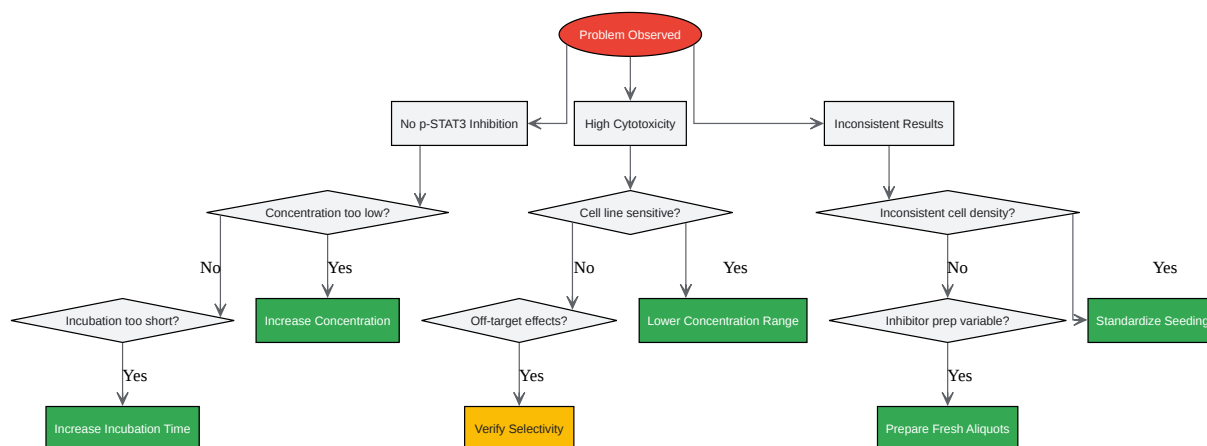 Problem Observed
No p-STAT3 Inhibition
High Cytotoxicity
Inconsistent Results
Concentration too low?
Cell line sensitive?
Inconsistent cell density?
No
Yes
No
Yes
No
Yes
Incubation too short?
Increase Concentration
Off-target effects?
Lower Concentration Range
Inhibitor prep variable?
Standardize Seeding
Yes
Yes
Yes
Increase Incubation Time
Verify Selectivity
Prepare Fresh Aliquots